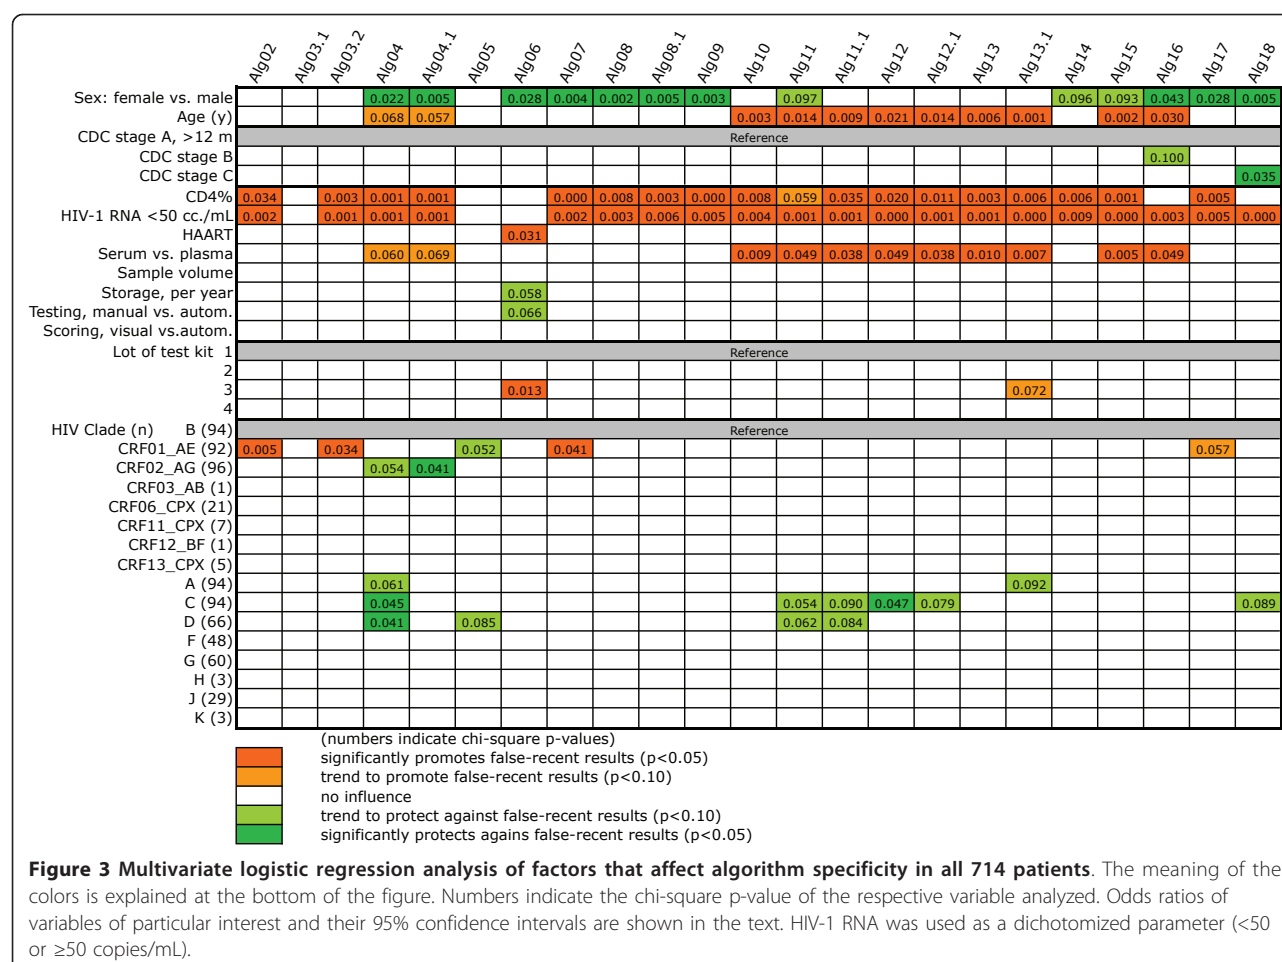 Alg02 Alg03.1 Alg03.2 Alg04 Alg04.1 Alg05 Alg06 Alg07 Alg08 Alg08.1 Alg09 Alg10 Alg11 Alg11.1 Alg12 Alg12.1 Alg13 Alg13.1 Alg14 Alg15 Alg16 Alg17 Alg18
Sex: female vs. male 0.022 0.005 0.028 0.004 0.002 0.005 0.003 0.097 0.096 0.093 0.043 0.028 0.005
Age (y) 0.068 0.057 0.003 0.014 0.009 0.021 0.014 0.006 0.001 0.002 0.030
CDC stage A, >12 m Reference
CDC stage B 0.100
CDC stage C 0.035
CD4% 0.034 0.003 0.001 0.001 0.000 0.008 0.003 0.000 0.008 0.059 0.035 0.020 0.011 0.003 0.006 0.006 0.001 0.005
HIV-1 RNA <50 cc./mL 0.002 0.001 0.001 0.001 0.002 0.003 0.006 0.005 0.004 0.001 0.001 0.000 0.001 0.001 0.000 0.009 0.000 0.003 0.005 0.000
HAART 0.031
Serum vs. plasma 0.060 0.069 0.009 0.049 0.038 0.049 0.038 0.010 0.007 0.005 0.049
Sample volume
Storage, per year 0.058
Testing, manual vs. autom. 0.066
Scoring, visual vs.autom.
Lot of test kit 1 Reference
2
3 0.013 0.072
4
HIV Clade (n) B (94) Reference
CRF01_AE (92) 0.005 0.034 0.052 0.041 0.057
CRF02_AG (96) 0.054 0.041
CRF03_AB (1)
CRF06_CPX (21)
CRF11_CPX (7)
CRF12_BF (1)
CRF13_CPX (5)
A (94) 0.061 0.092
C (94) 0.045 0.054 0.090 0.047 0.079 0.089
D (66) 0.041 0.085 0.062 0.084
F (48)
G (60)
H (3)
J (29)
K (3)
(numbers indicate chi-square p-values)
significantly promotes false-recent results (p<0.05)
trend to promote false-recent results (p<0.10)
no influence
trend to protect against false-recent results (p<0.10)
significantly protects agains false-recent results (p<0.05)
Figure 3 Multivariate logistic regression analysis of factors that affect algorithm specificity in all 714 patients. The meaning of the
colors is explained at the bottom of the figure. Numbers indicate the chi-square p-value of the respective variable analyzed. Odds ratios of
variables of particular interest and their 95% confidence intervals are shown in the text. HIV-1 RNA was used as a dichotomized parameter (<50
or ≥50 copies/mL).